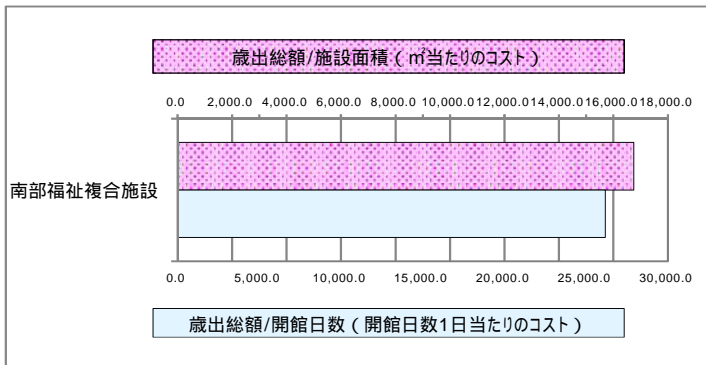 歳出総額/施設面積（㎡当たりのコスト）
0.0 2,000.0 4,000.0 6,000.0 8,000.0 10,000.0 12,000.0 14,000.0 16,000.0 18,000.0
南部福祉複合施設
0.0 5,000.0 10,000.0 15,000.0 20,000.0 25,000.0 30,000.0
歳出総額/開館日数（開館日数1日当たりのコスト）